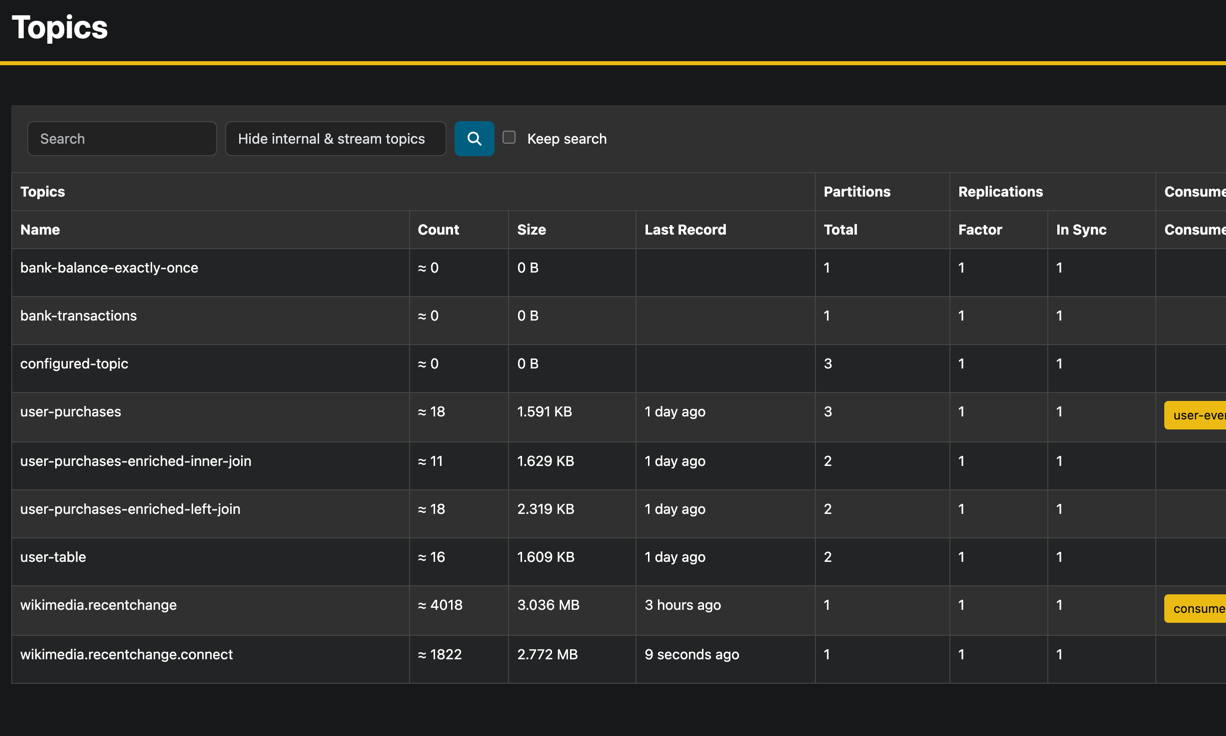 Topics
Search Hide internal & stream topics Keep search
Topics Partitions Replications
Name Count Size Last Record Total Factor In Sync
bank-balance-exactly-once ≈ 0 0 B 1 1 1
bank-transactions ≈ 0 0 B 1 1 1
configured-topic ≈ 0 0 B 3 1 1
user-purchases ≈ 18 1.591 KB 1 day ago 3 1 1
user-purchases-enriched-inner-join ≈ 11 1.629 KB 1 day ago 2 1 1
user-purchases-enriched-left-join ≈ 18 2.319 KB 1 day ago 2 1 1
user-table ≈ 16 1.609 KB 1 day ago 2 1 1
wikimedia.recentchange ≈ 4018 3.036 MB 3 hours ago 1 1 1
wikimedia.recentchange.connect ≈ 1822 2.772 MB 9 seconds ago 1 1 1